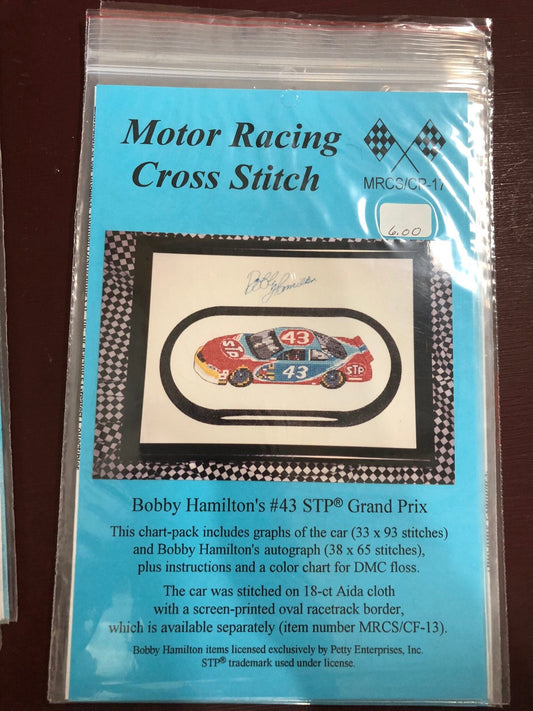 Motor Racing
Cross Stitch
MRCS/CP-17
6.00
Bobby Hamilton
43
STP
43
STP
Bobby Hamilton's #43 STP® Grand Prix
This chart-pack includes graphs of the car (33 x 93 stitches)
and Bobby Hamilton's autograph (38 x 65 stitches),
plus instructions and a color chart for DMC floss.
The car was stitched on 18-ct Aida cloth
with a screen-printed oval racetrack border,
which is available separately (item number MRCS/CF-13).
Bobby Hamilton items licensed exclusively by Petty Enterprises, Inc.
STP® trademark used under license.